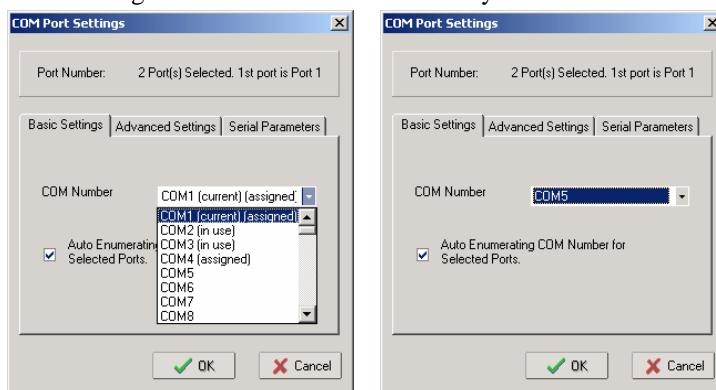 COM Port Settings
Port Number: 2 Port(s) Selected. 1st port is Port 1
Basic Settings Advanced Settings Serial Parameters
COM Number COM1 (current) (assigned)
COM1 (current) (assigned)
COM2 (in use)
COM3 (in use)
COM4 (assigned)
COM5
COM6
COM7
COM8
Auto Enumerating
Selected Ports.
OK Cancel
COM Port Settings
Port Number: 2 Port(s) Selected. 1st port is Port 1
Basic Settings Advanced Settings Serial Parameters
COM Number COM5
Auto Enumerating COM Number for
Selected Ports.
OK Cancel